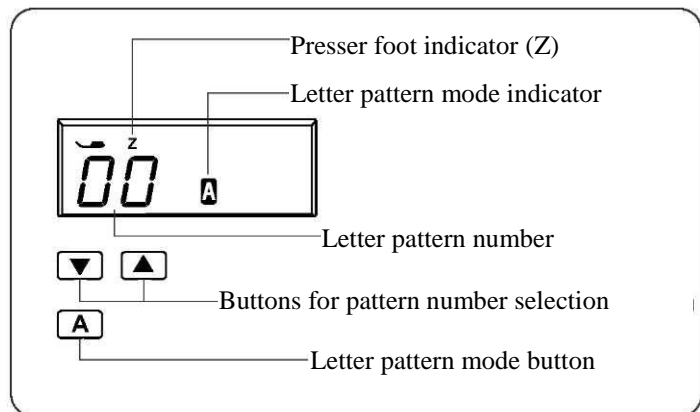 Presser foot indicator (Z)
Letter pattern mode indicator
Z
00
A
Letter pattern number
Buttons for pattern number selection
A
Letter pattern mode button